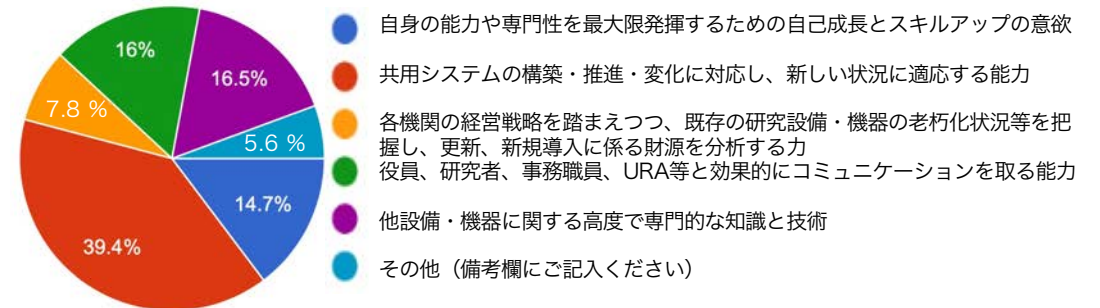 16%
16.5%
7.8 %
5.6 %
14.7%
39.4%
自身の能力や専門性を最大限発揮するための自己成長とスキルアップの意欲
共用システムの構築・推進・変化に対応し、新しい状況に適応する能力
各機関の経営戦略を踏まえつつ、既存の研究設備・機器の老朽化状況等を把
握し、更新、新規導入に係る財源を分析する力
役員、研究者、事務職員、URA等と効果的にコミュニケーションを取る能力
他設備・機器に関する高度で専門的な知識と技術
その他（備考欄にご記入ください）